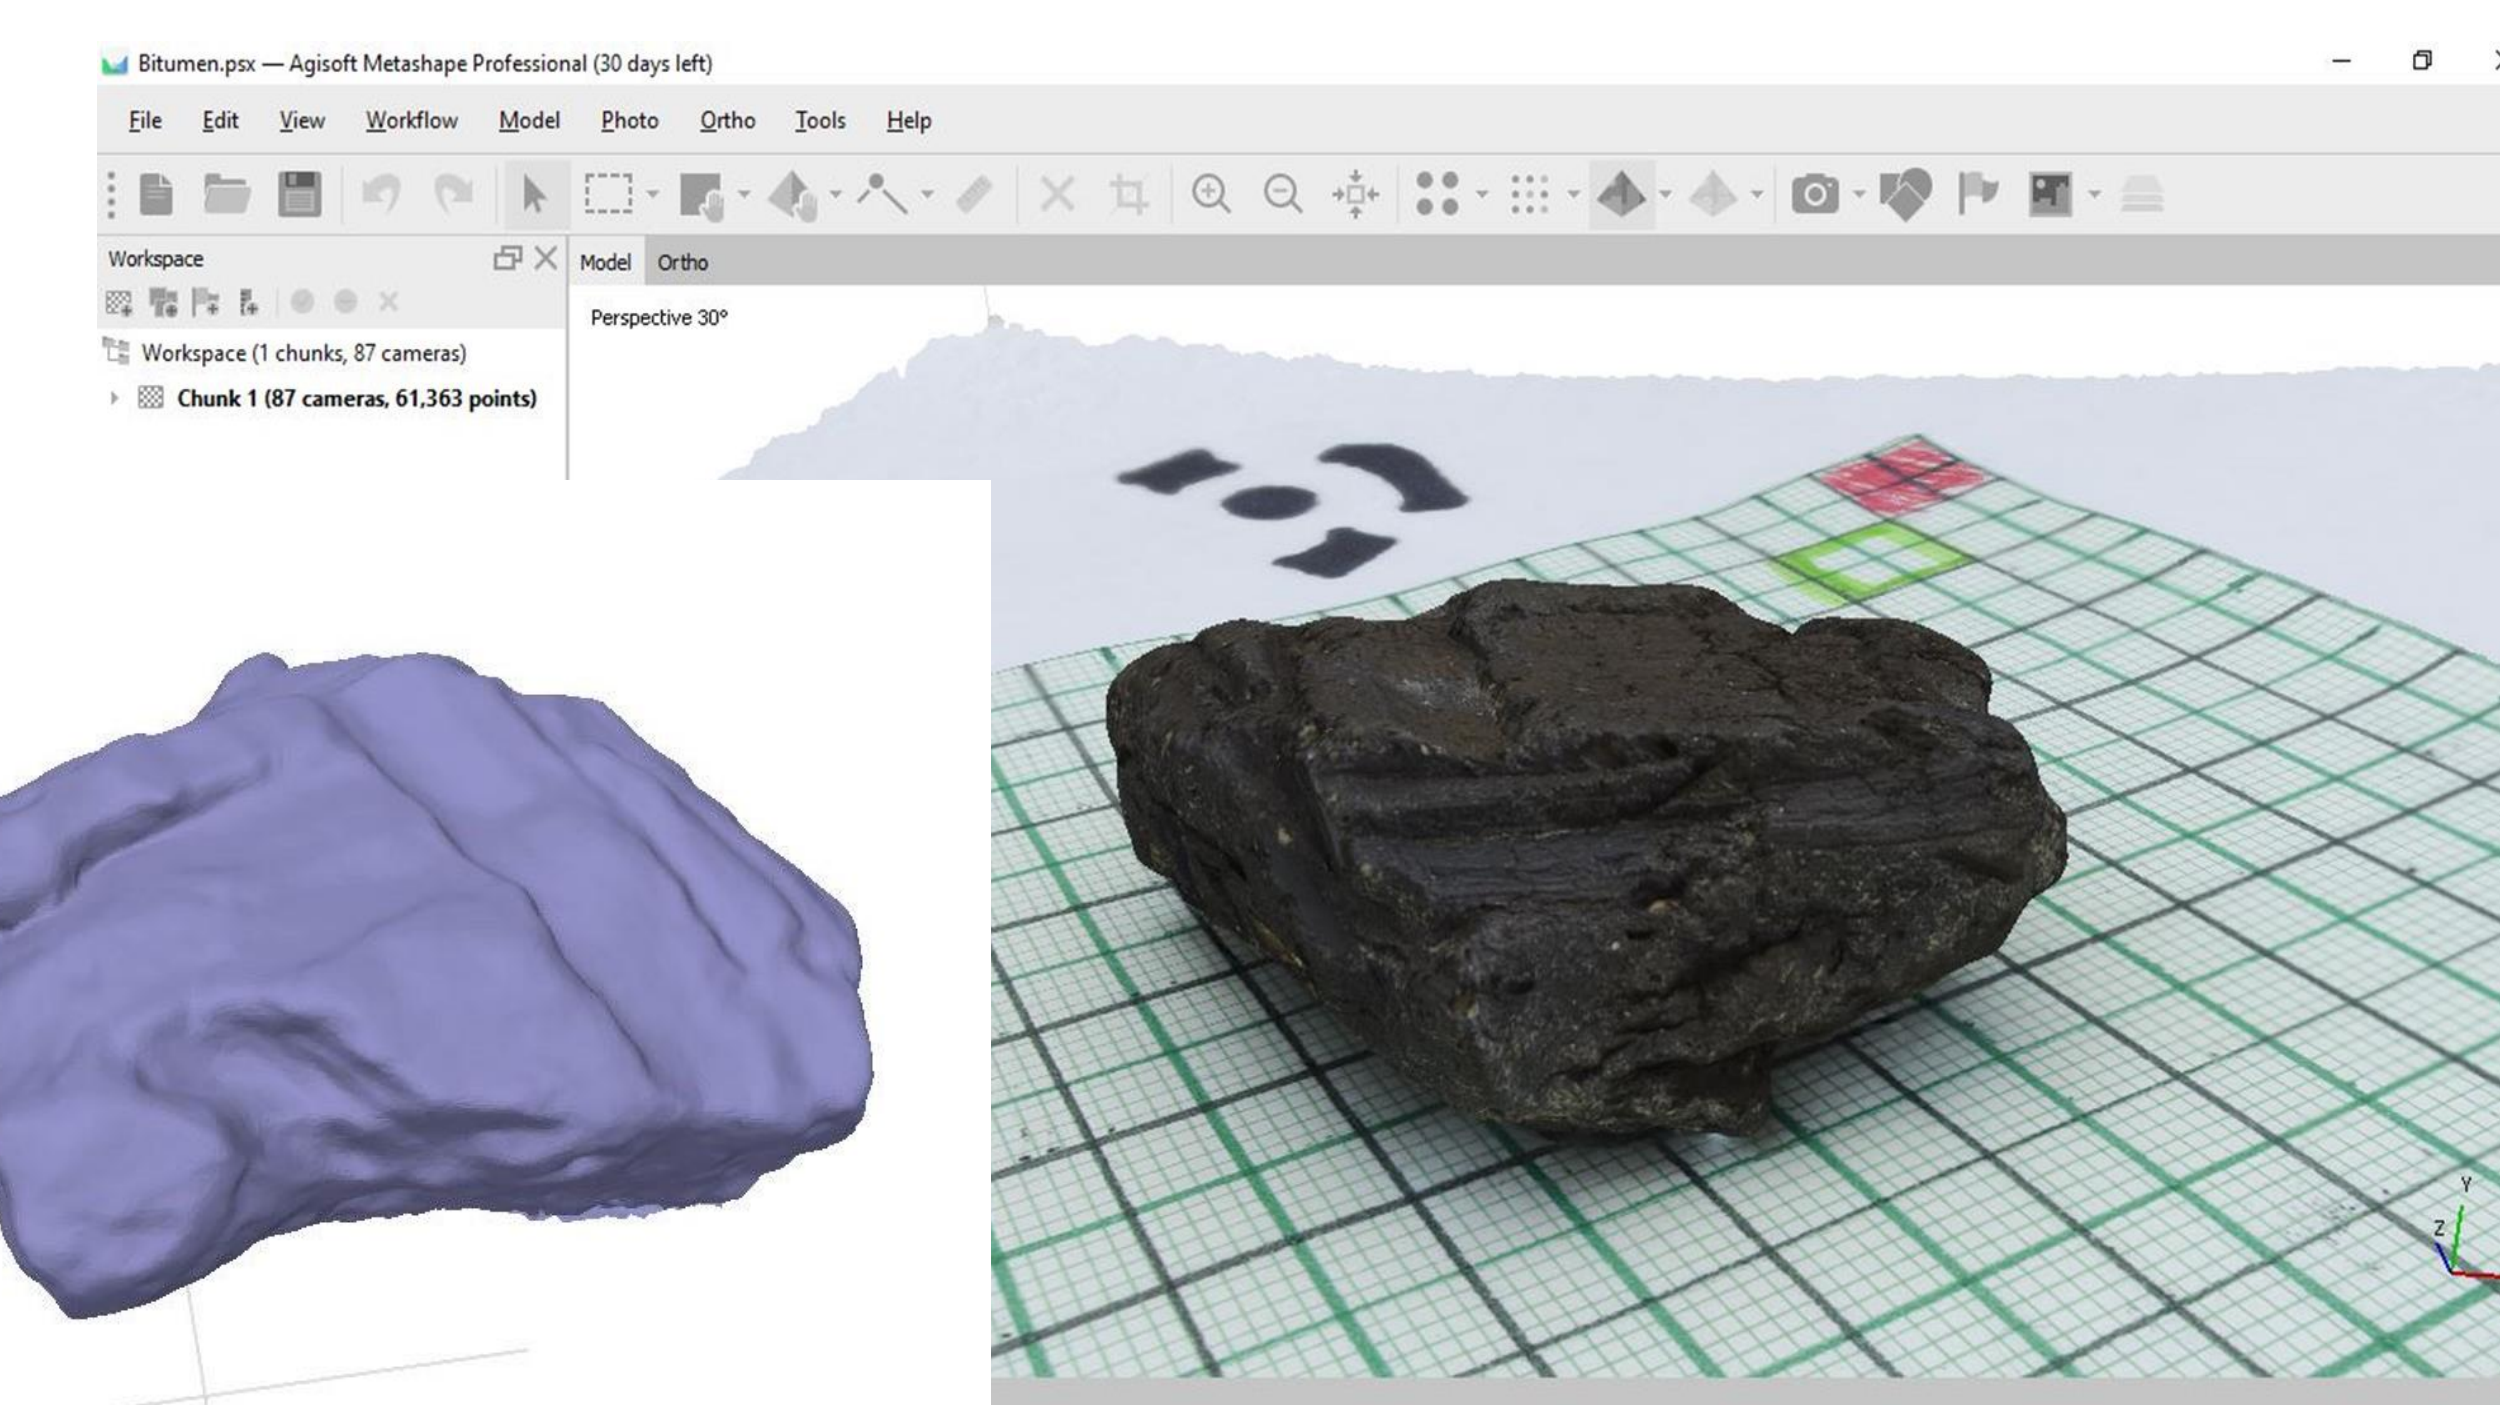 Bitumen.psx — Agisoft Metashape Professional (30 days left)
File Edit View Workflow Model Photo Ortho Tools Help
Workspace
Model Ortho
Perspective 30°
Workspace (1 chunks, 87 cameras)
Chunk 1 (87 cameras, 61,363 points)
Y
Z